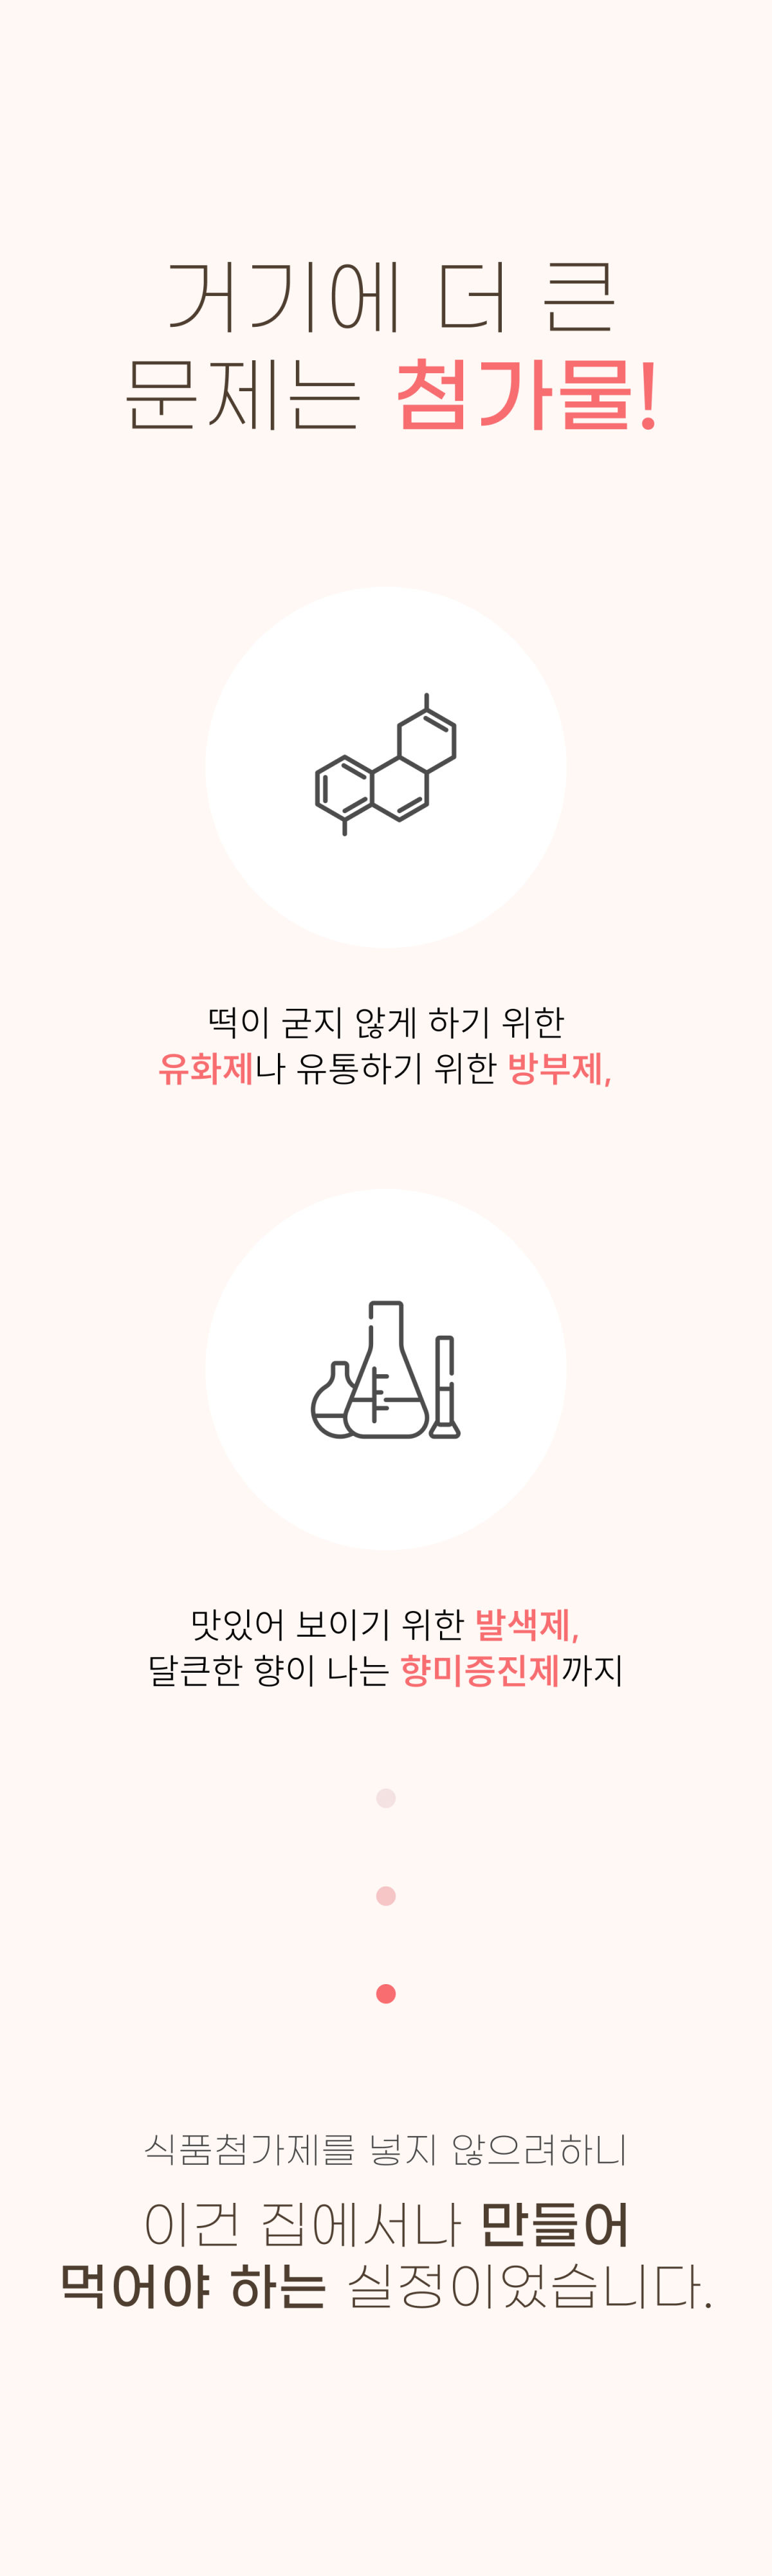 거기에 더 큰
문제는 첨가물!
떡이 굳지 않게 하기 위한
유화제나 유통하기 위한 방부제,
맛있어 보이기 위한 발색제,
달큰한 향이 나는 향미증진제까지
식품첨가제를 넣지 않으려하니
이건 집에서나 만들어
먹어야 하는 실정이었습니다.